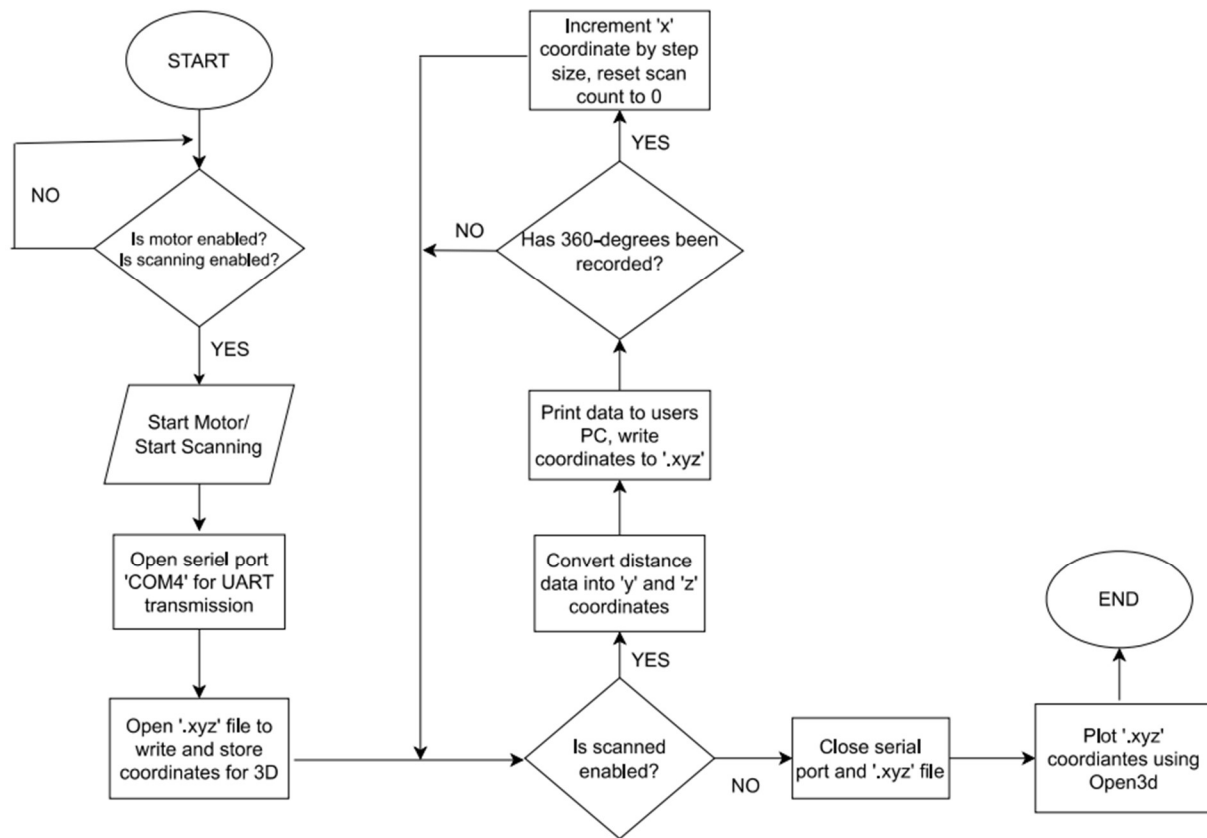 START
NO
Is motor enabled?
Is scanning enabled?
YES
Start Motor/
Start Scanning
Open seriel port
'COM4' for UART
transmission
Open '.xyz' file to
write and store
coordinates for 3D
Increment 'x'
coordinate by step
size, reset scan
count to 0
YES
NO
Has 360-degrees been
recorded?
Print data to users
PC, write
coordinates to '.xyz'
Convert distance
data into 'y' and 'z'
coordinates
YES
Is scanned
enabled?
NO
Close serial
port and '.xyz' file
Plot '.xyz'
coordiantes using
Open3d
END